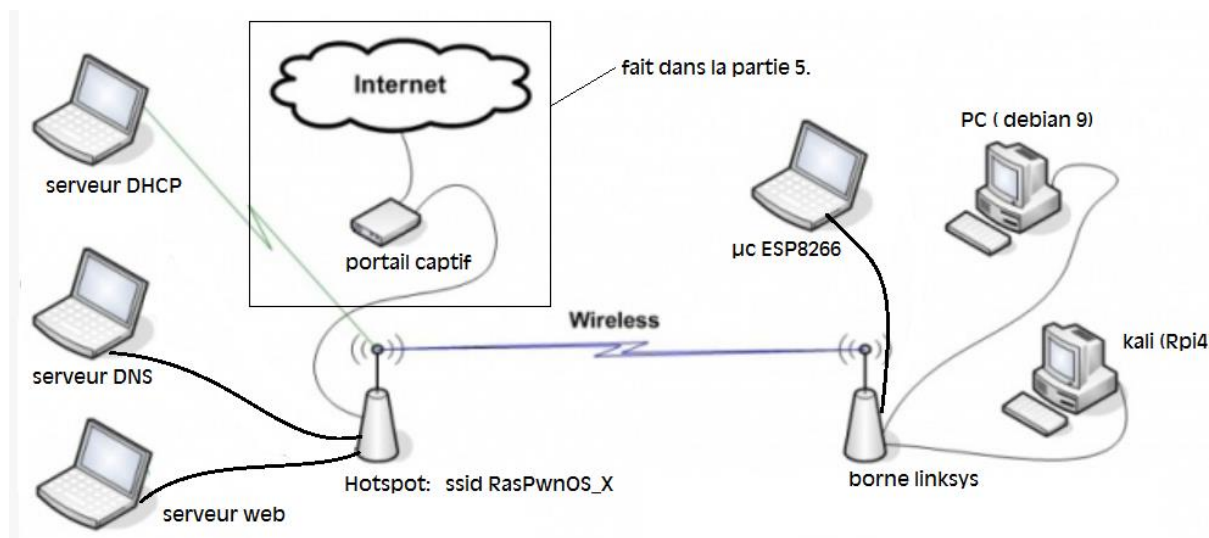 Internet
fait dans la partie 5.
PC ( debian 9)
serveur DHCP
portail captif
µc ESP8266
Wireless
kali (Rpi4
serveur DNS
Hotspot: ssid RasPwnOS_X
borne linksys
serveur web